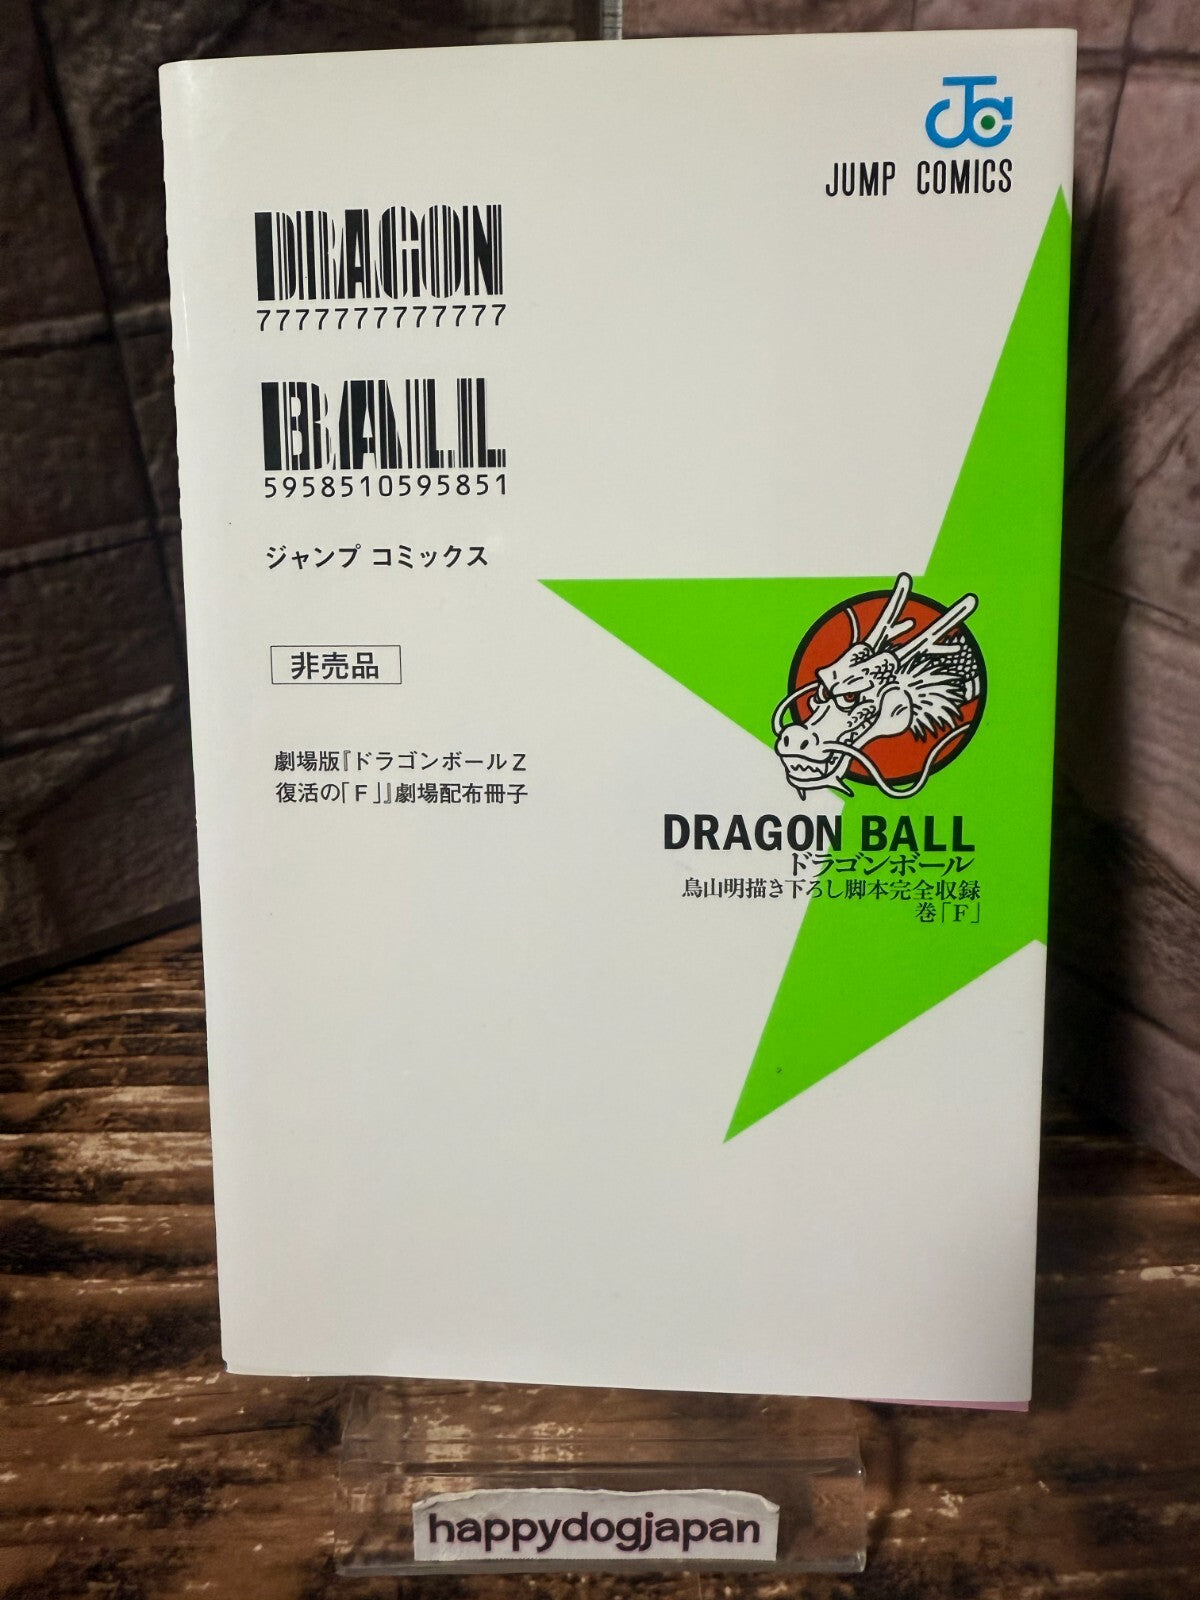 JC
JUMP COMICS
DRAGON
7777777777777
BALL
5958510595851
ジャンプ コミックス
非売品
劇場版『ドラゴンボールZ
復活の「F」』劇場配布冊子
DRAGON BALL
ドラゴンボール
鳥山明描き下ろし脚本完全収録
巻「F」
happydogjapan